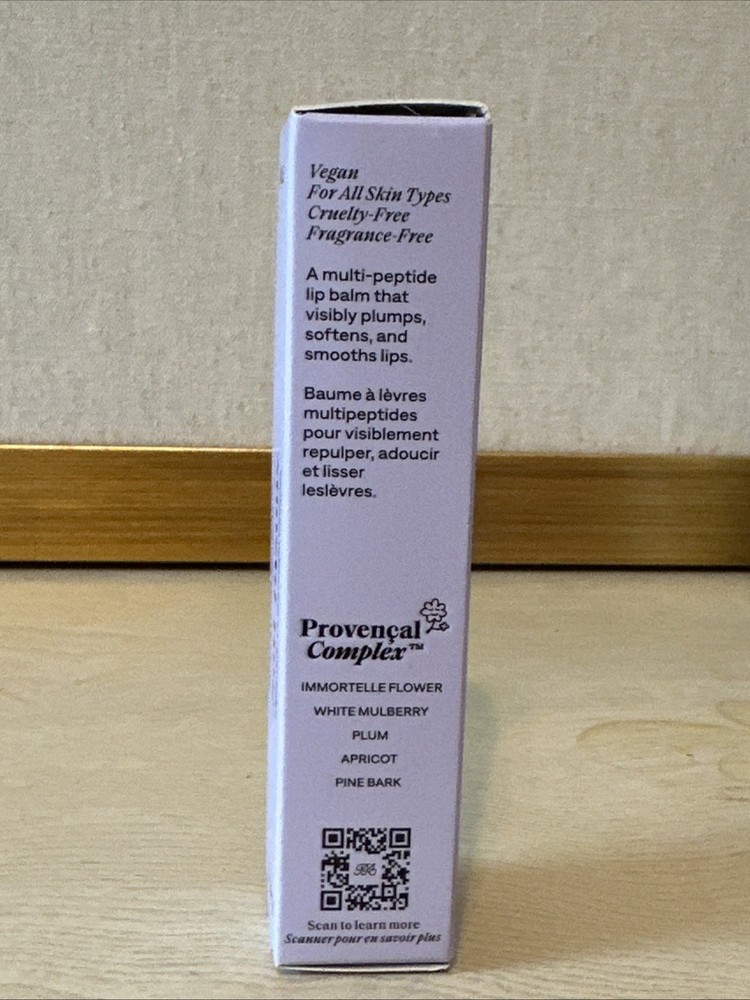 Vegan
For All Skin Types
Cruelty-Free
Fragrance-Free
A multi-peptide
lip balm that
visibly plumps,
softens, and
smooths lips.
Baume à lèvres
multipeptides
pour visiblement
repulper, adoucir
et lisser
leslèvres.
Provençal
Complex™
IMMORTELLE FLOWER
WHITE MULBERRY
PLUM
APRICOT
PINE BARK
Scan to learn more
Scanner pour en savoir plus